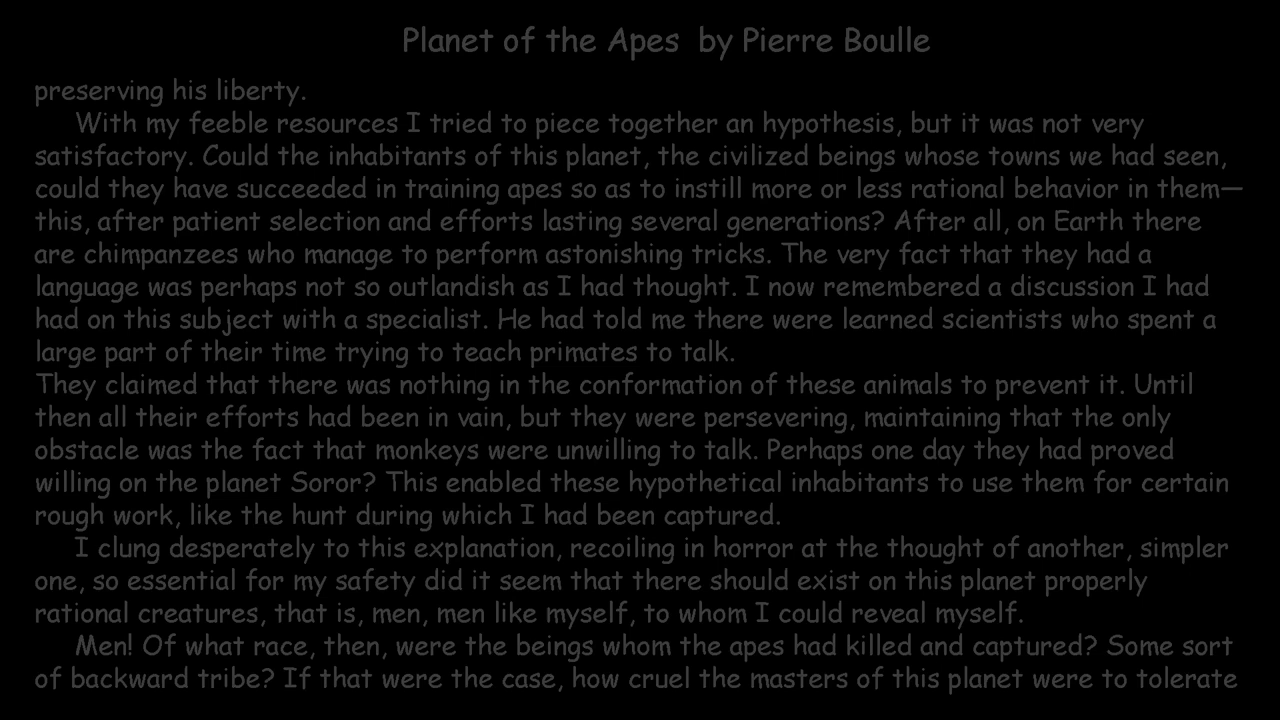 Planet of the Apes by Pierre Boulle
preserving his liberty.
With my feeble resources I tried to piece together an hypothesis, but it was not very
satisfactory. Could the inhabitants of this planet, the civilized beings whose towns we had seen,
could they have succeeded in training apes so as to instill more or less rational behavior in them—
this, after patient selection and efforts lasting several generations? After all, on Earth there
are chimpanzees who manage to perform astonishing tricks. The very fact that they had a
language was perhaps not so outlandish as I had thought. I now remembered a discussion I had
had on this subject with a specialist. He had told me there were learned scientists who spent a
large part of their time trying to teach primates to talk.
They claimed that there was nothing in the conformation of these animals to prevent it. Until
then all their efforts had been in vain, but they were persevering, maintaining that the only
obstacle was the fact that monkeys were unwilling to talk. Perhaps one day they had proved
willing on the planet Soror? This enabled these hypothetical inhabitants to use them for certain
rough work, like the hunt during which I had been captured.
I clung desperately to this explanation, recoiling in horror at the thought of another, simpler
one, so essential for my safety did it seem that there should exist on this planet properly
rational creatures, that is, men, men like myself, to whom I could reveal myself.
Men! Of what race, then, were the beings whom the apes had killed and captured? Some sort
of backward tribe? If that were the case, how cruel the masters of this planet were to tolerate